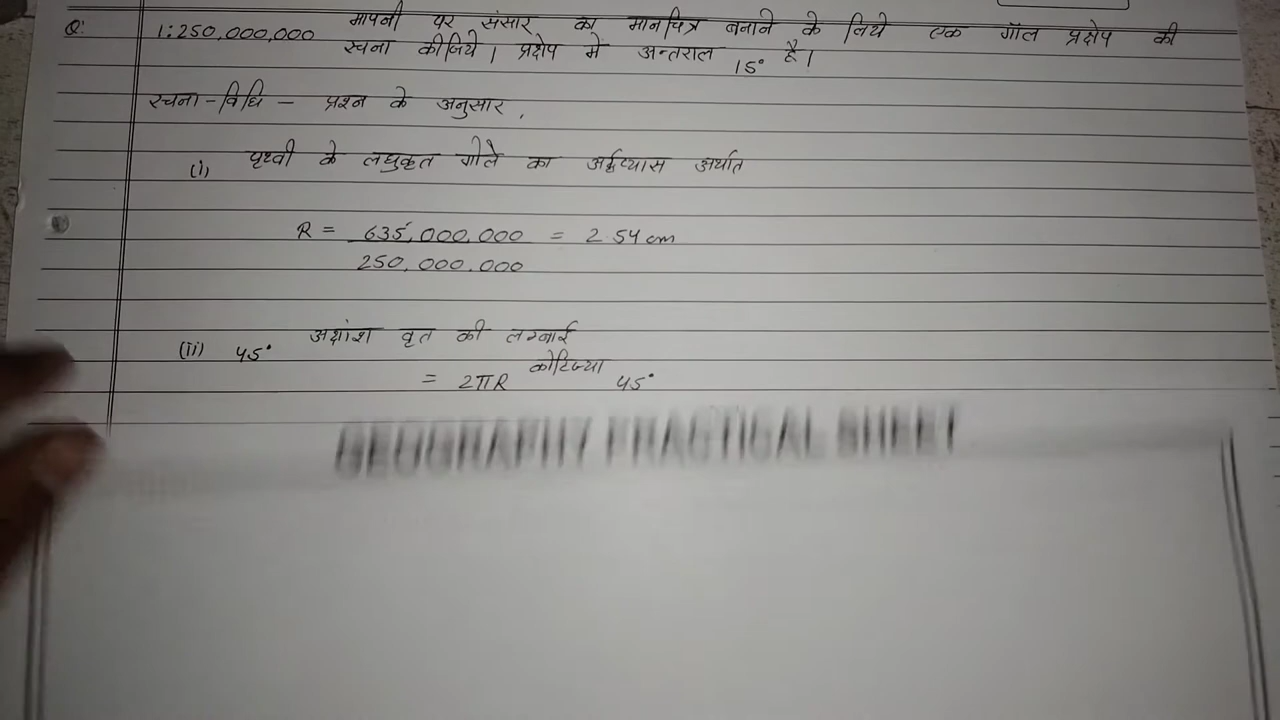 Q: 1:250,000,000 मापनी पर संसार का मानचित्र बनाने के लिये एक गॉल प्रक्षेप की
रचना कीजिये। प्रक्षेप मे अन्तराल 15° है।
रचना-विधि - प्रश्न के अनुसार,
(i) पृथ्वी के लघुकृत गोले का अर्द्धव्यास अर्थात
R = 635,000,000 = 2.54 cm
250,000,000
(ii) 45° अक्षांश वृत की लम्बाई
= 2πR कोटिज्या 45°
GEOGRAPHY PRACTICAL SHEET